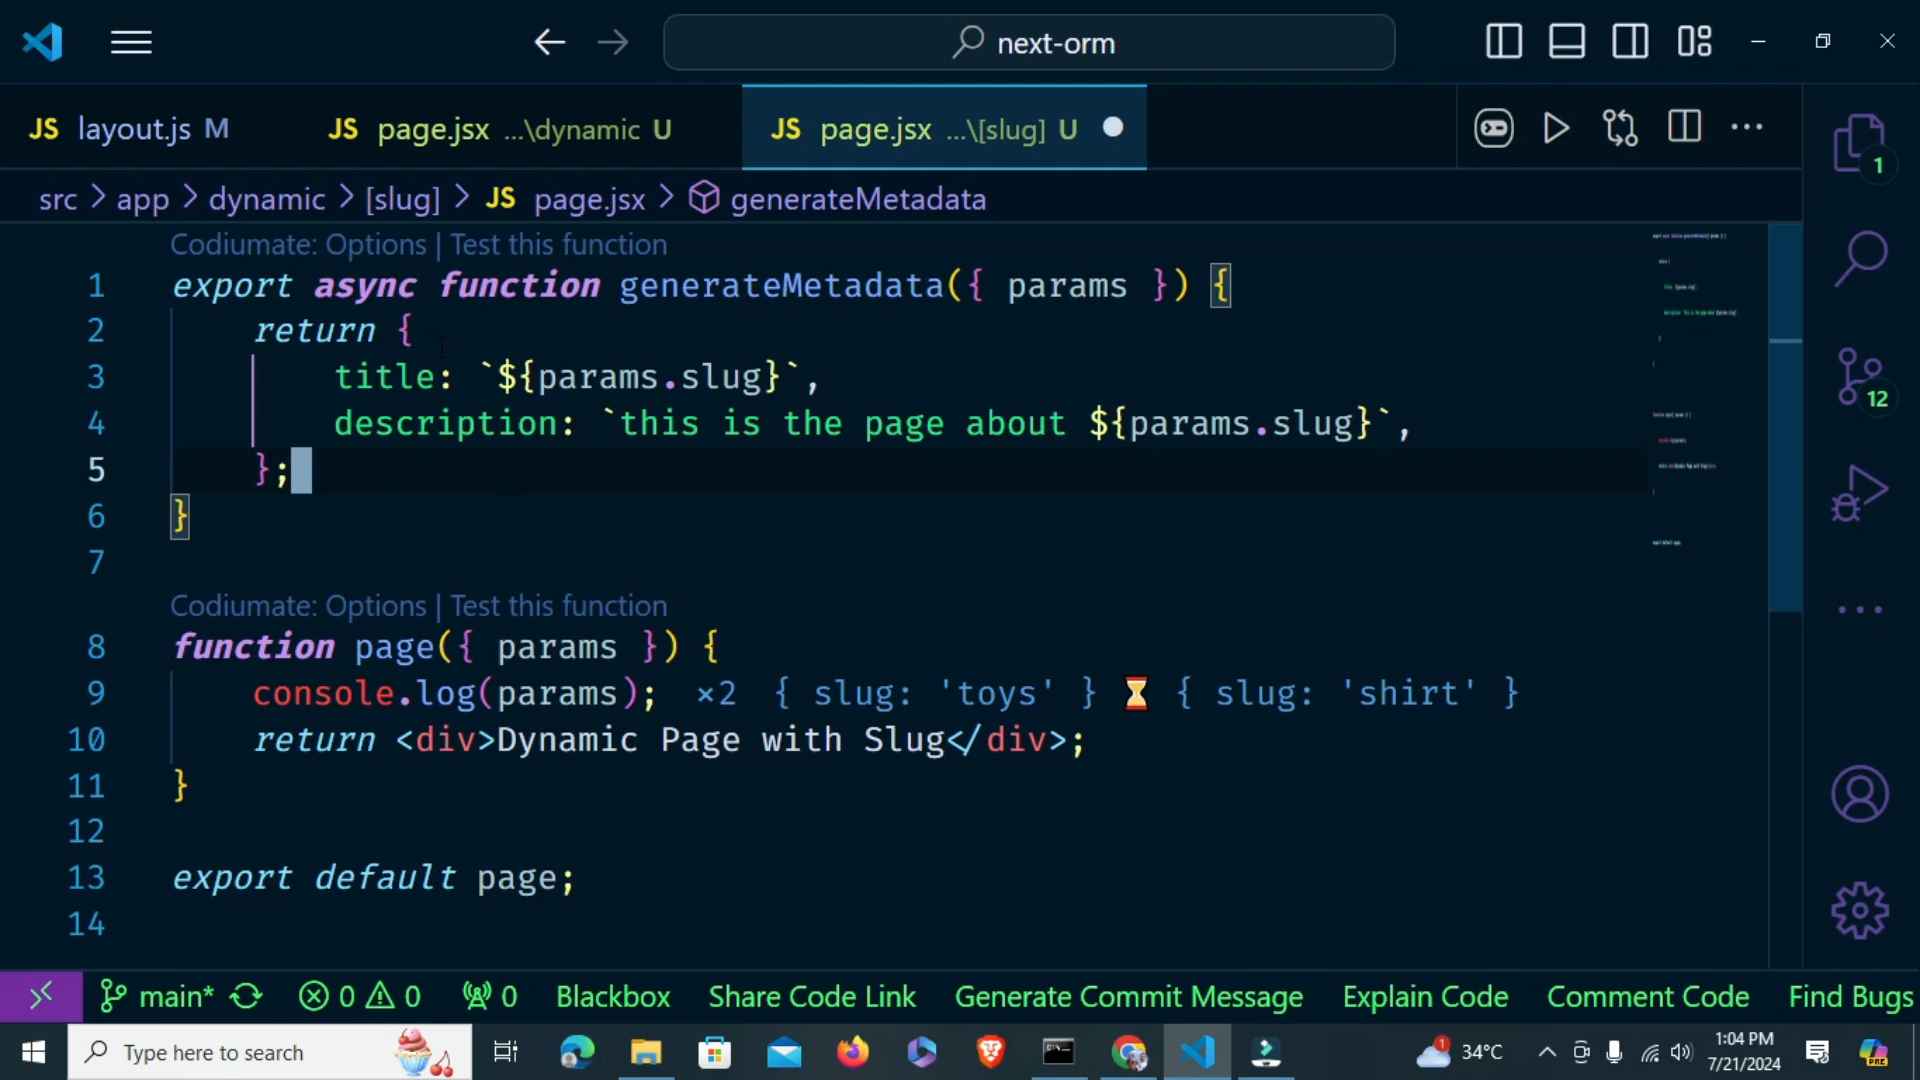 next-orm
JS layout.js M
JS page.jsx ...\dynamic U
JS page.jsx ...\[slug] U
src > app > dynamic > [slug] > JS page.jsx > generateMetadata
1
Codiumate: Options | Test this function
1 export async function generateMetadata({ params }) {
2 return {
3 title: `${params.slug}`,
4 description: `this is the page about ${params.slug}`,
5 };
6 }
7
12
Codiumate: Options | Test this function
8 function page({ params }) {
9 console.log(params); ×2 { slug: 'toys' } ⏳ { slug: 'shirt' }
10 return <div>Dynamic Page with Slug</div>;
11 }
12
13 export default page;
14
main* 0 0 0 Blackbox Share Code Link Generate Commit Message Explain Code Comment Code Find Bugs
Type here to search
1
34°C
1:04 PM
7/21/2024
PRE